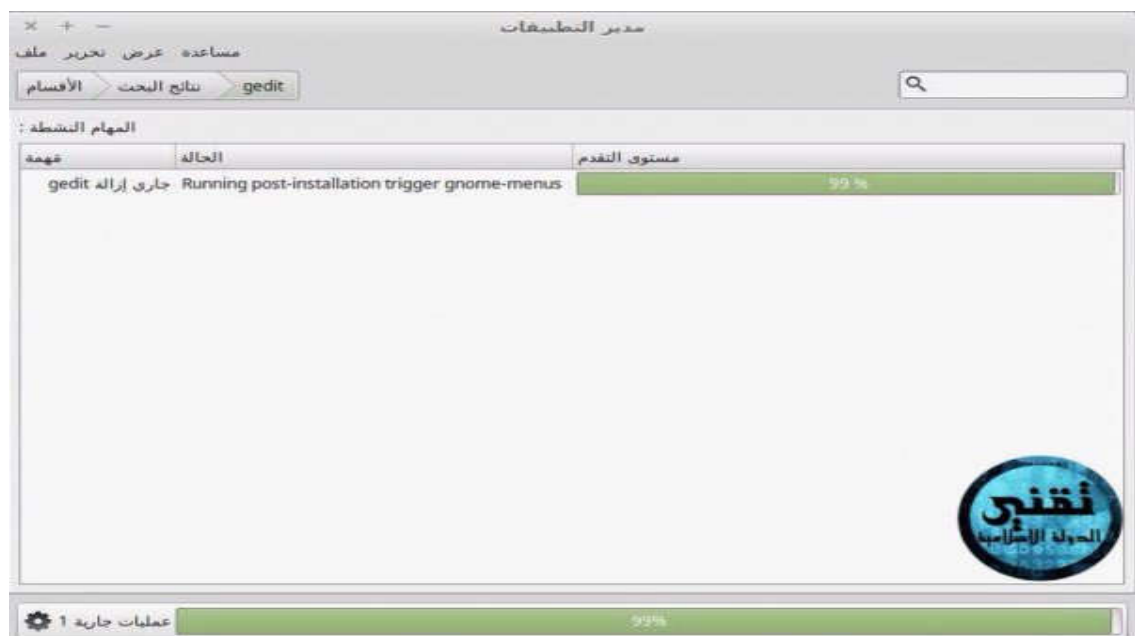 مدير التطبيقات
ملف تحرير عرض مساعدة
الأقسام نتائج البحث gedit
المهام النشطة :
مهمة الحالة مستوى التقدم
جاري إزالة gedit Running post-installation trigger gnome-menus 99 %
تقني
الدولة الإسلامية
عمليات جارية 1 99%